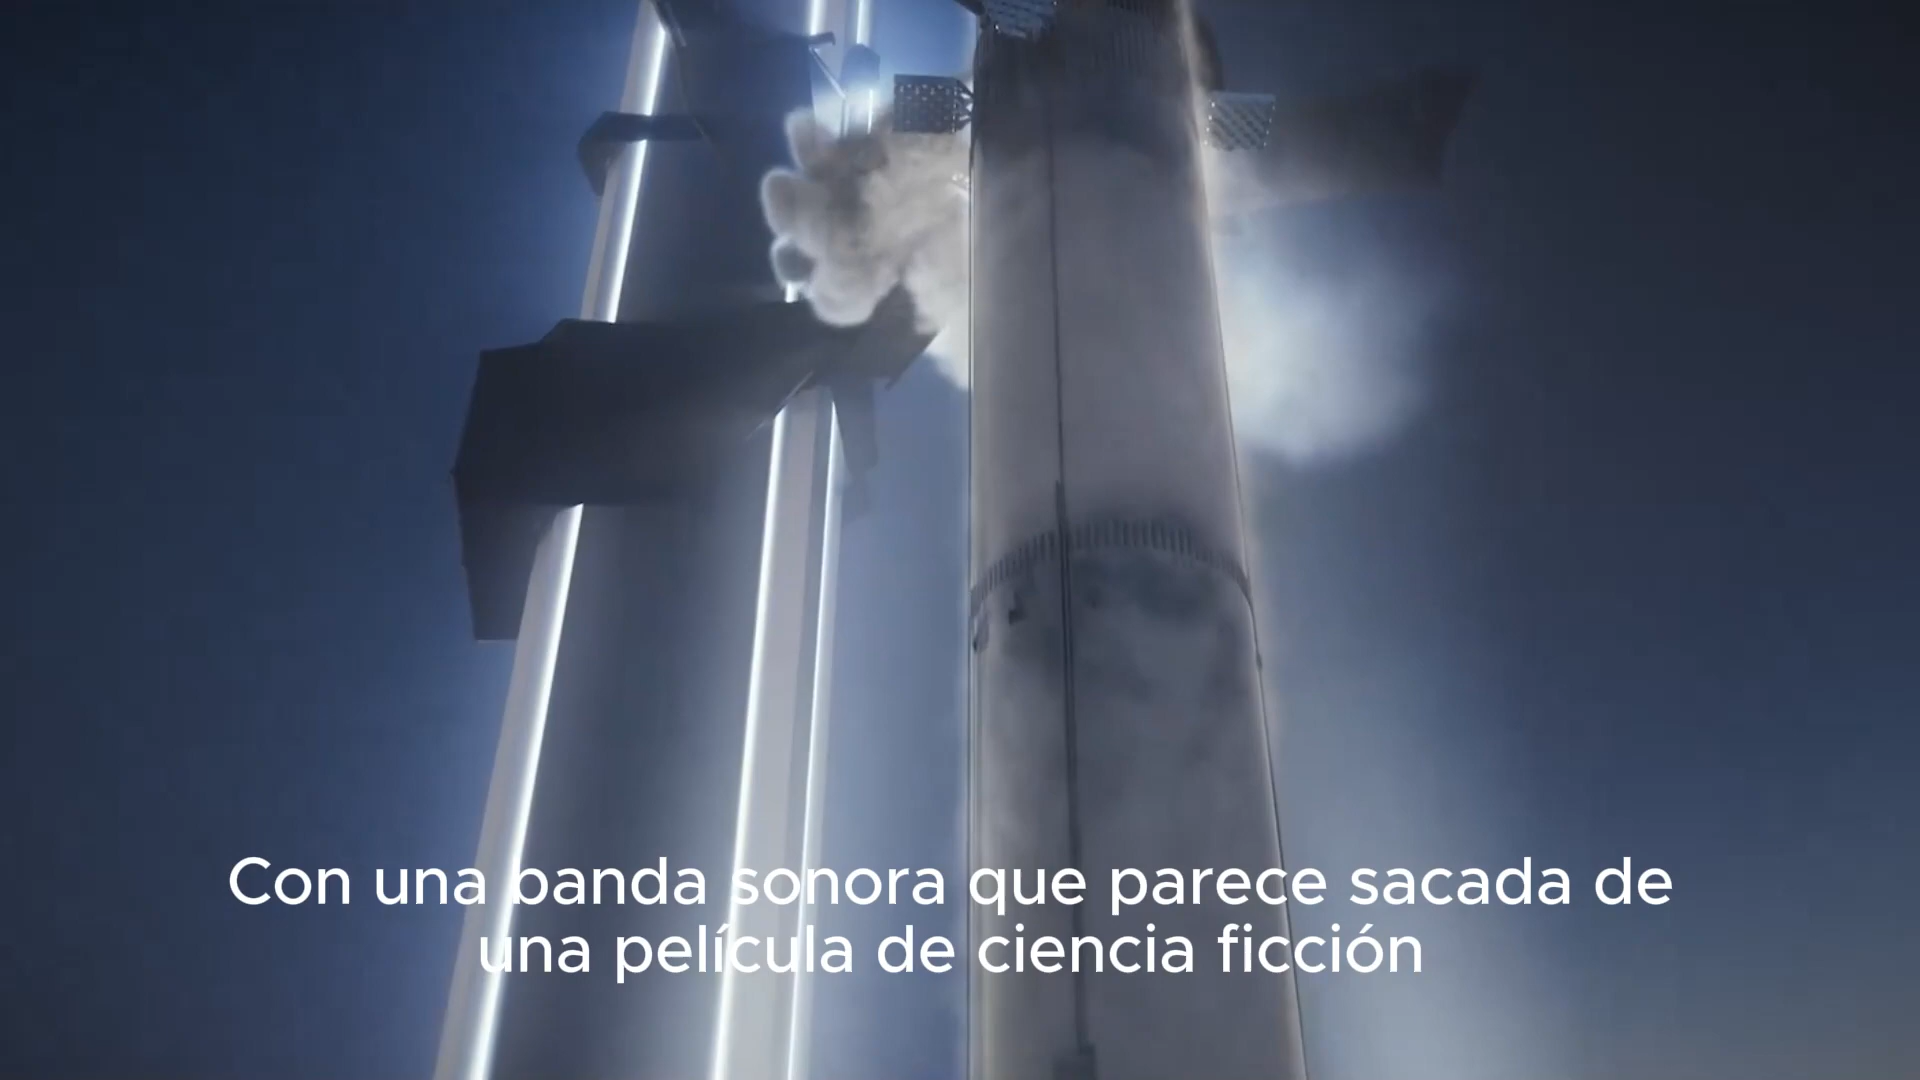 Con una banda sonora que parece sacada de
una película de ciencia ficción